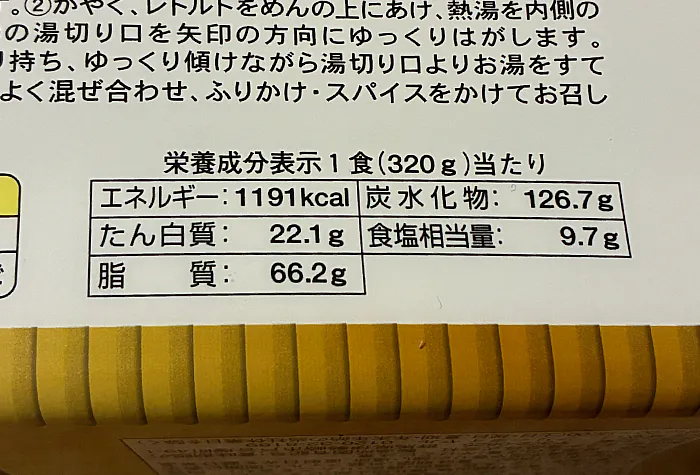 。②かやく、レトルトをめんの上にあけ、熱湯を内側の
の湯切り口を矢印の方向にゆっくりはがします。
持ち、ゆっくり傾けながら湯切り口よりお湯をすて
よく混ぜ合わせ、ふりかけ・スパイスをかけてお召し
栄養成分表示1食(320g)当たり
エネルギー：1191kcal 炭水化物： 126.7g
たん白質： 22.1g 食塩相当量： 9.7g
脂質： 66.2g